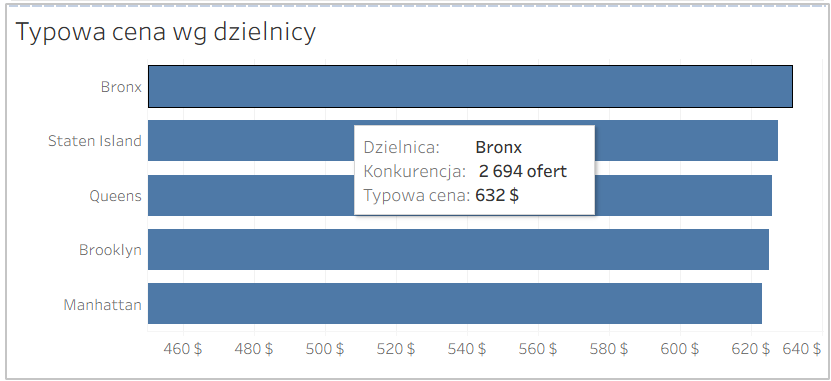 Typowa cena wg dzielnicy
Bronx
Staten Island
Queens
Brooklyn
Manhattan
Dzielnica: Bronx
Konkurencja: 2 694 ofert
Typowa cena: 632 $
460 $ 480 $ 500 $ 520 $ 540 $ 560 $ 580 $ 600 $ 620 $ 640 $